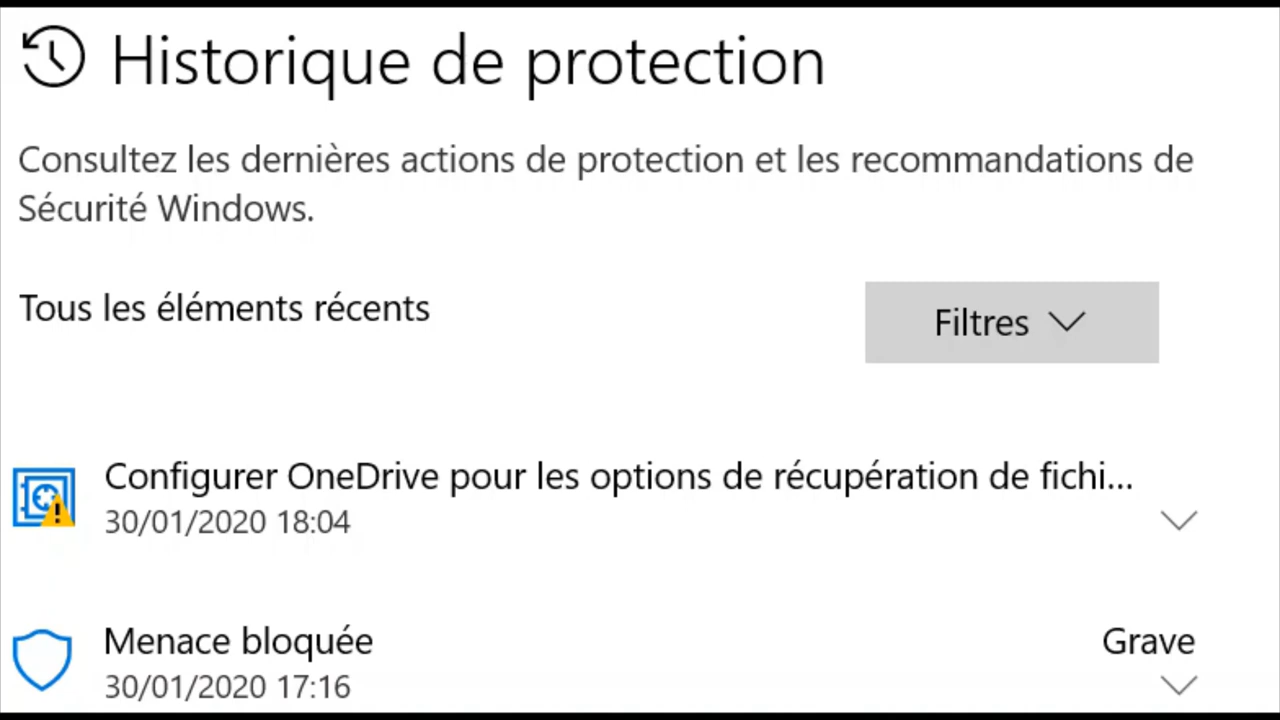 Historique de protection
Consultez les dernières actions de protection et les recommandations de
Sécurité Windows.
Tous les éléments récents
Filtres
Configurer OneDrive pour les options de récupération de fichi...
30/01/2020 18:04
Menace bloquée
Grave
30/01/2020 17:16